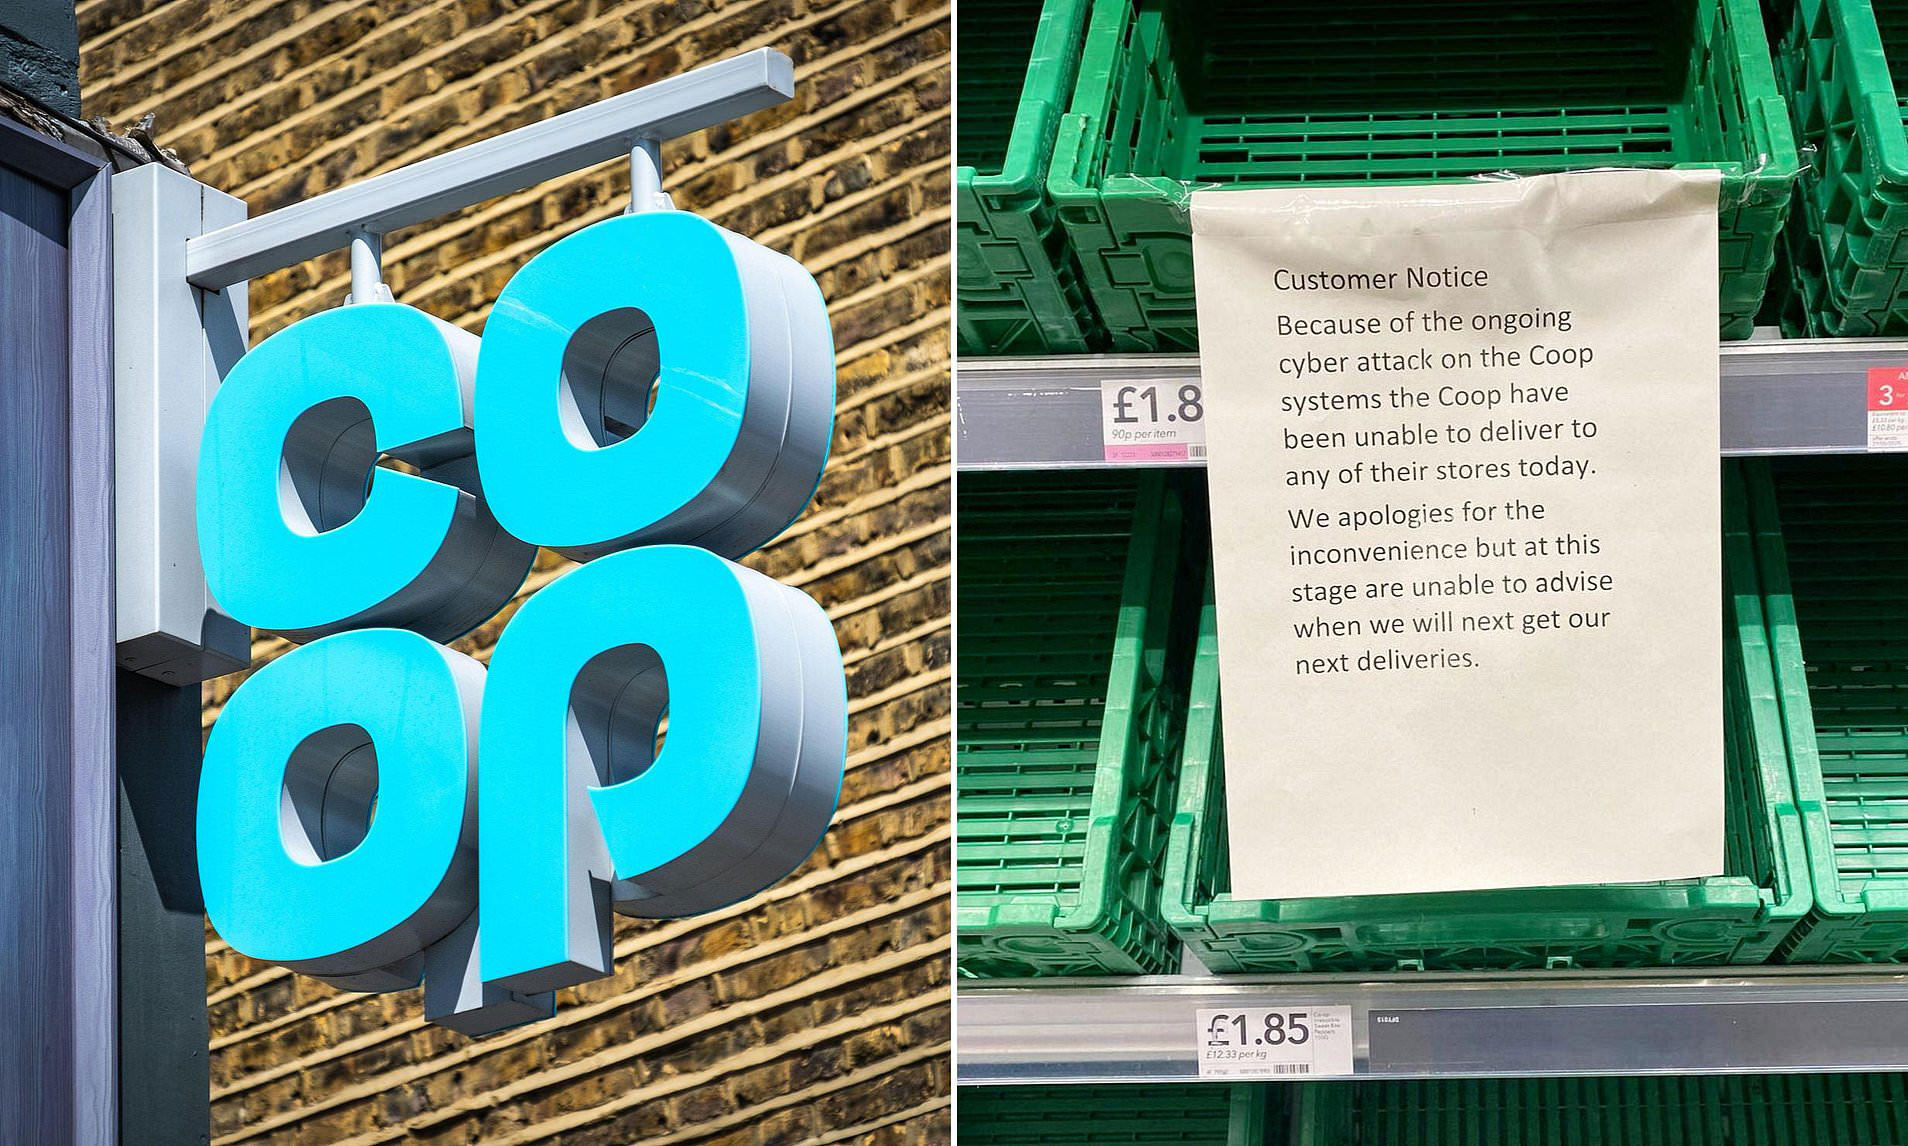 co
op
Customer Notice
Because of the ongoing
cyber attack on the Coop
systems the Coop have
been unable to deliver to
any of their stores today.
We apologies for the
inconvenience but at this
stage are unable to advise
when we will next get our
next deliveries.
£1.8
90p per item
3
£1.85
£12.33 per kg